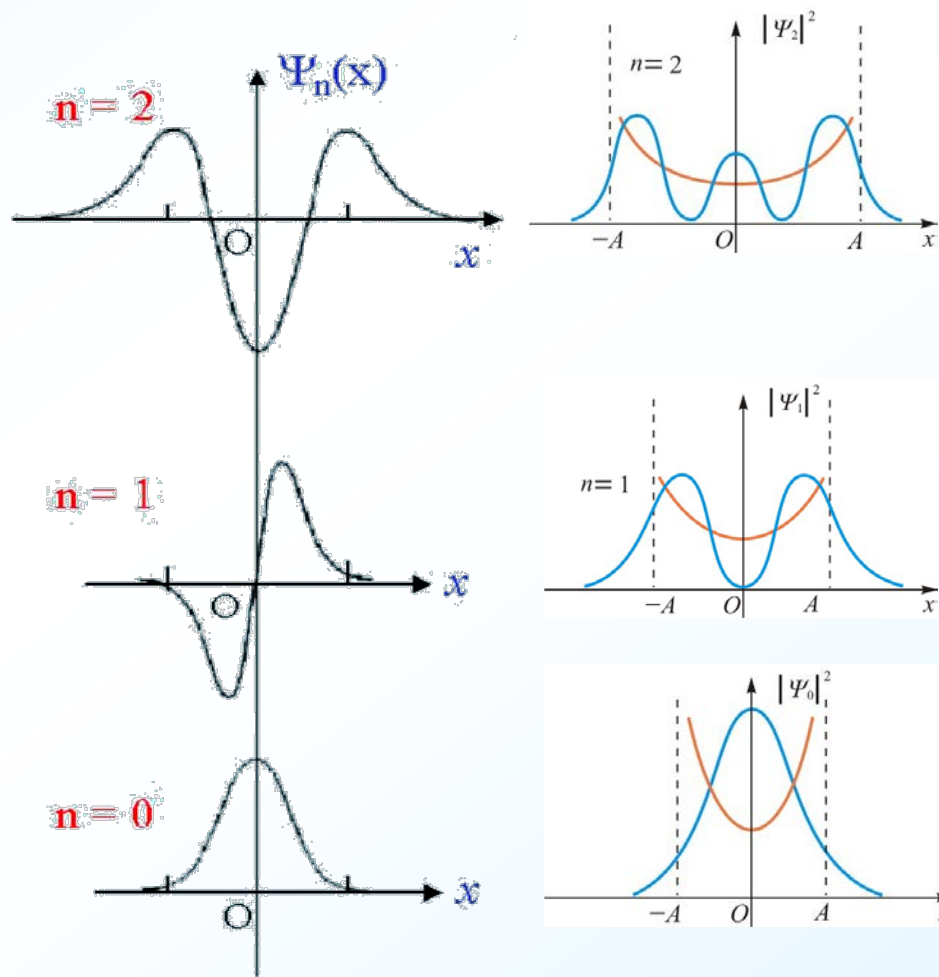 Ψn(x)
n = 2
O
x
|Ψ2|²
n = 2
−A
O
A
x
n = 1
O
x
|Ψ1|²
n = 1
−A
O
A
x
n = 0
O
x
|Ψ0|²
−A
O
A